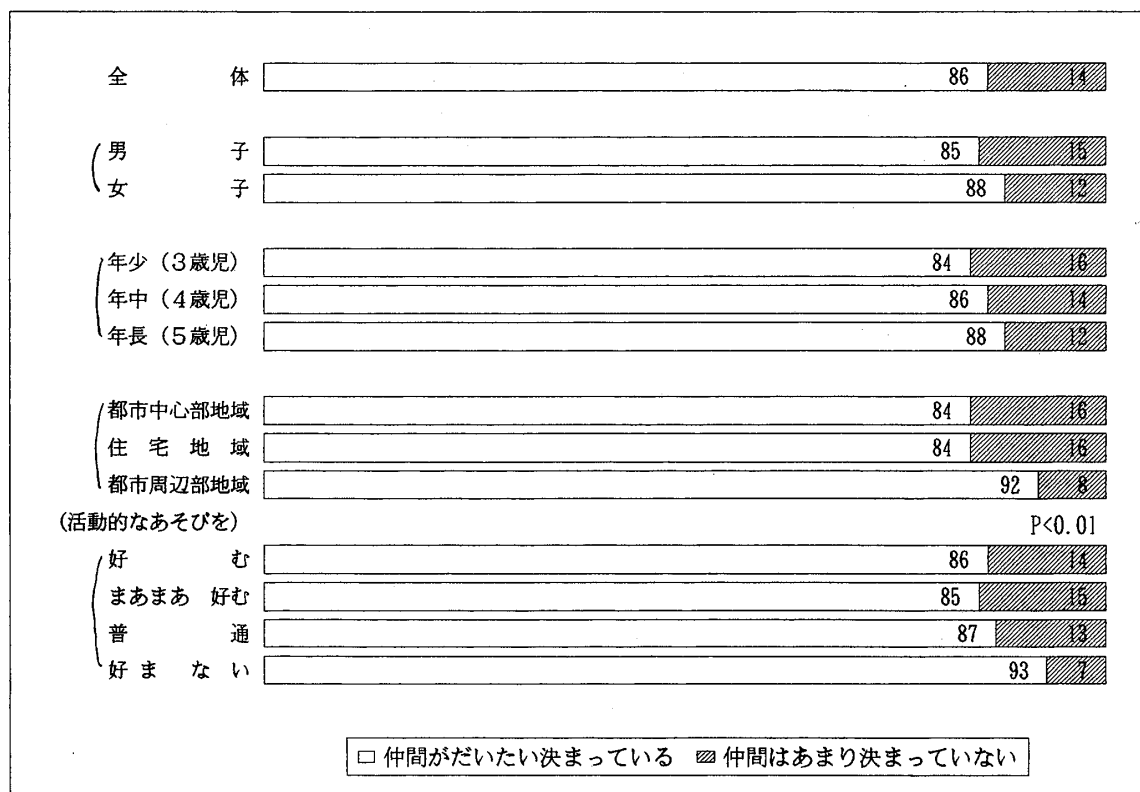 全体 86 14
男子 85 15
女子 88 12
年少（3歳児） 84 16
年中（4歳児） 86 14
年長（5歳児） 88 12
都市中心部地域 84 16
住宅地域 84 16
都市周辺部地域 92 8
（活動的なあそびを） P<0.01
好む 86 14
まあまあ 好む 85 15
普通 87 13
好まない 93 7
□ 仲間がだいたい決まっている ▨ 仲間はあまり決まっていない